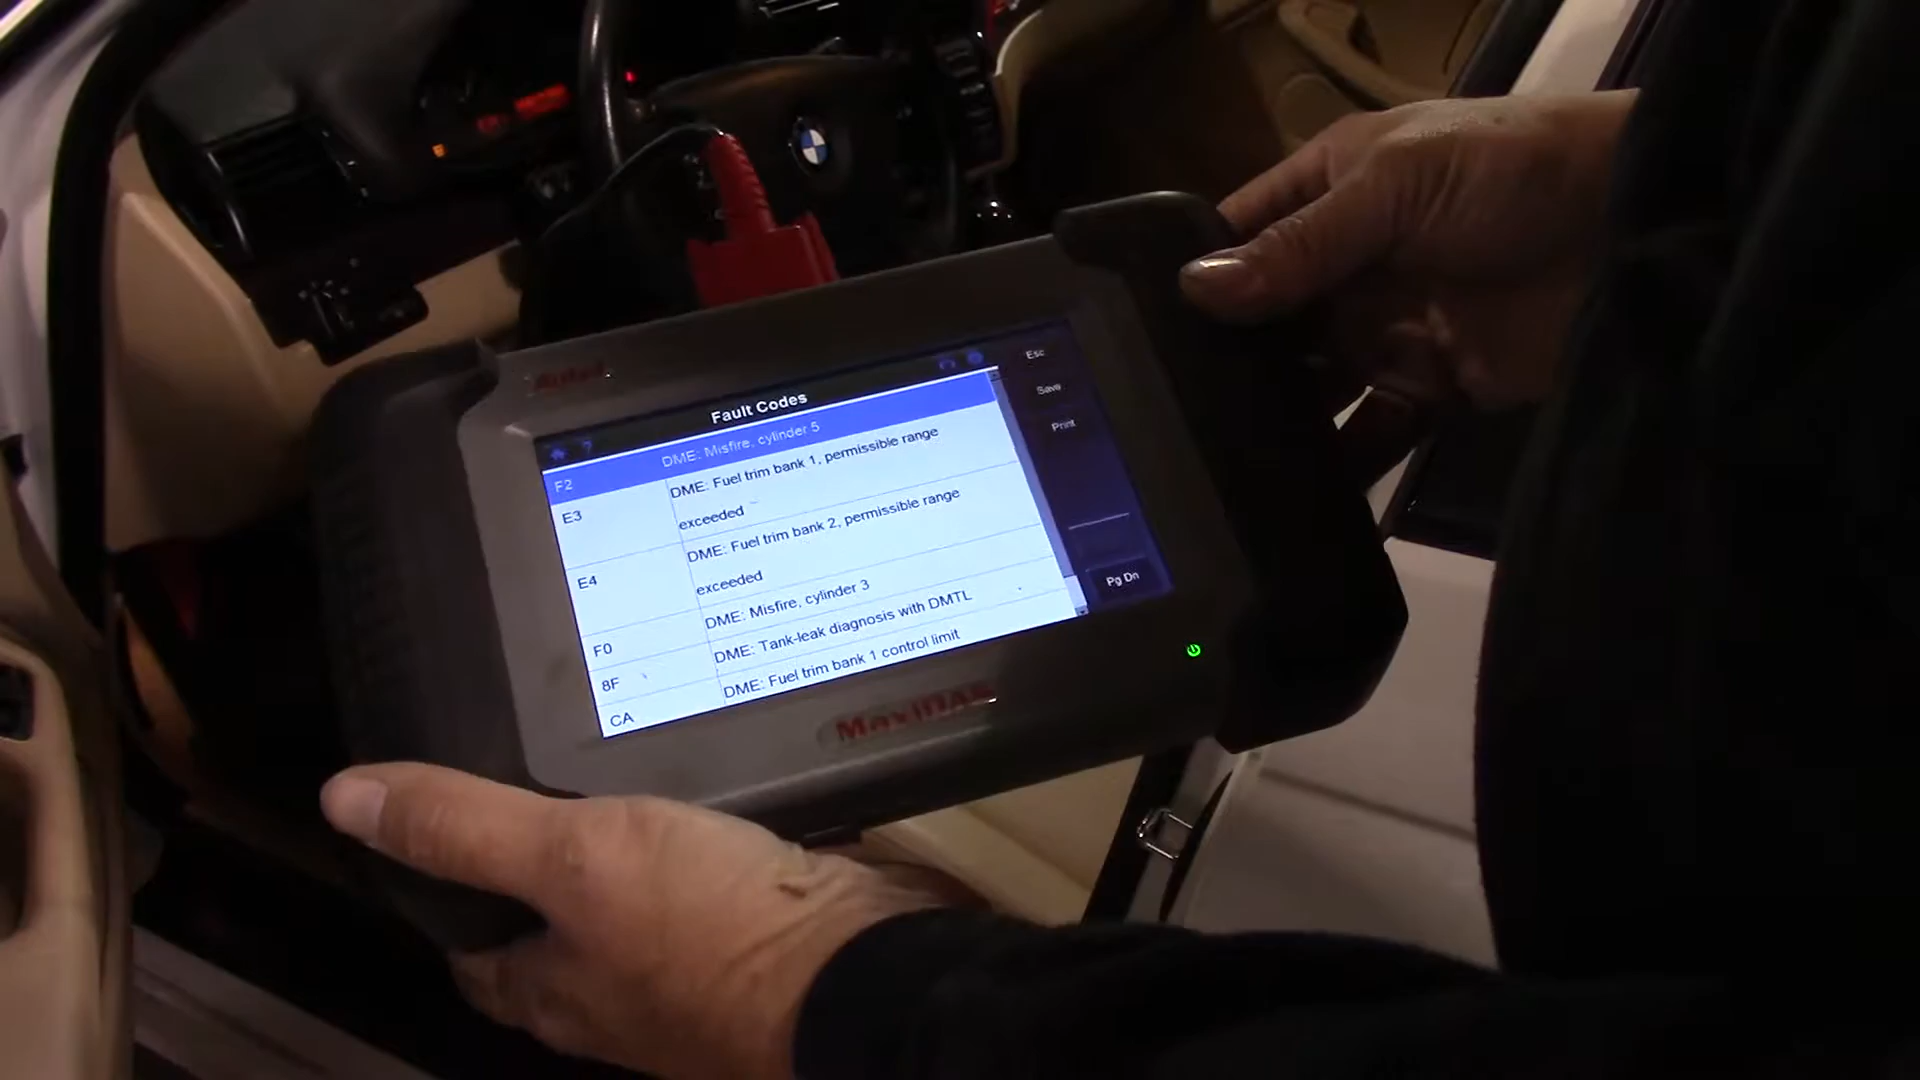 Autel
Fault Codes
Esc
Save
Print
Pg Dn
F2 DME: Misfire, cylinder 5
E3 DME: Fuel trim bank 1, permissible range
exceeded
E4 DME: Fuel trim bank 2, permissible range
exceeded
F0 DME: Misfire, cylinder 3
8F DME: Tank-leak diagnosis with DMTL
CA DME: Fuel trim bank 1 control limit
MaxiDAS